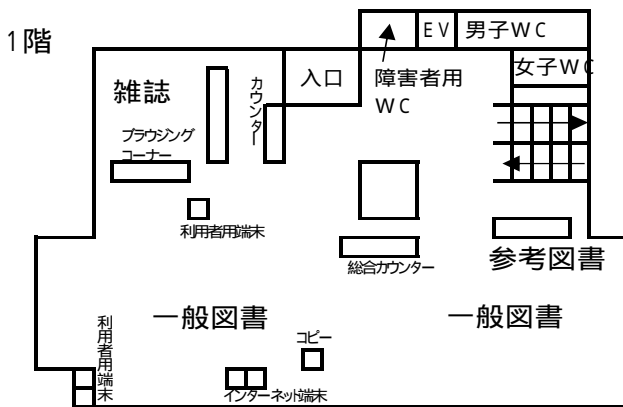 1階
EV
男子WC
雑誌
カウンター
入口
障害者用
WC
女子WC
ブラウジング
コーナー
利用者用端末
総合カウンター
参考図書
一般図書
一般図書
利用者用端末
コピー
インターネット端末